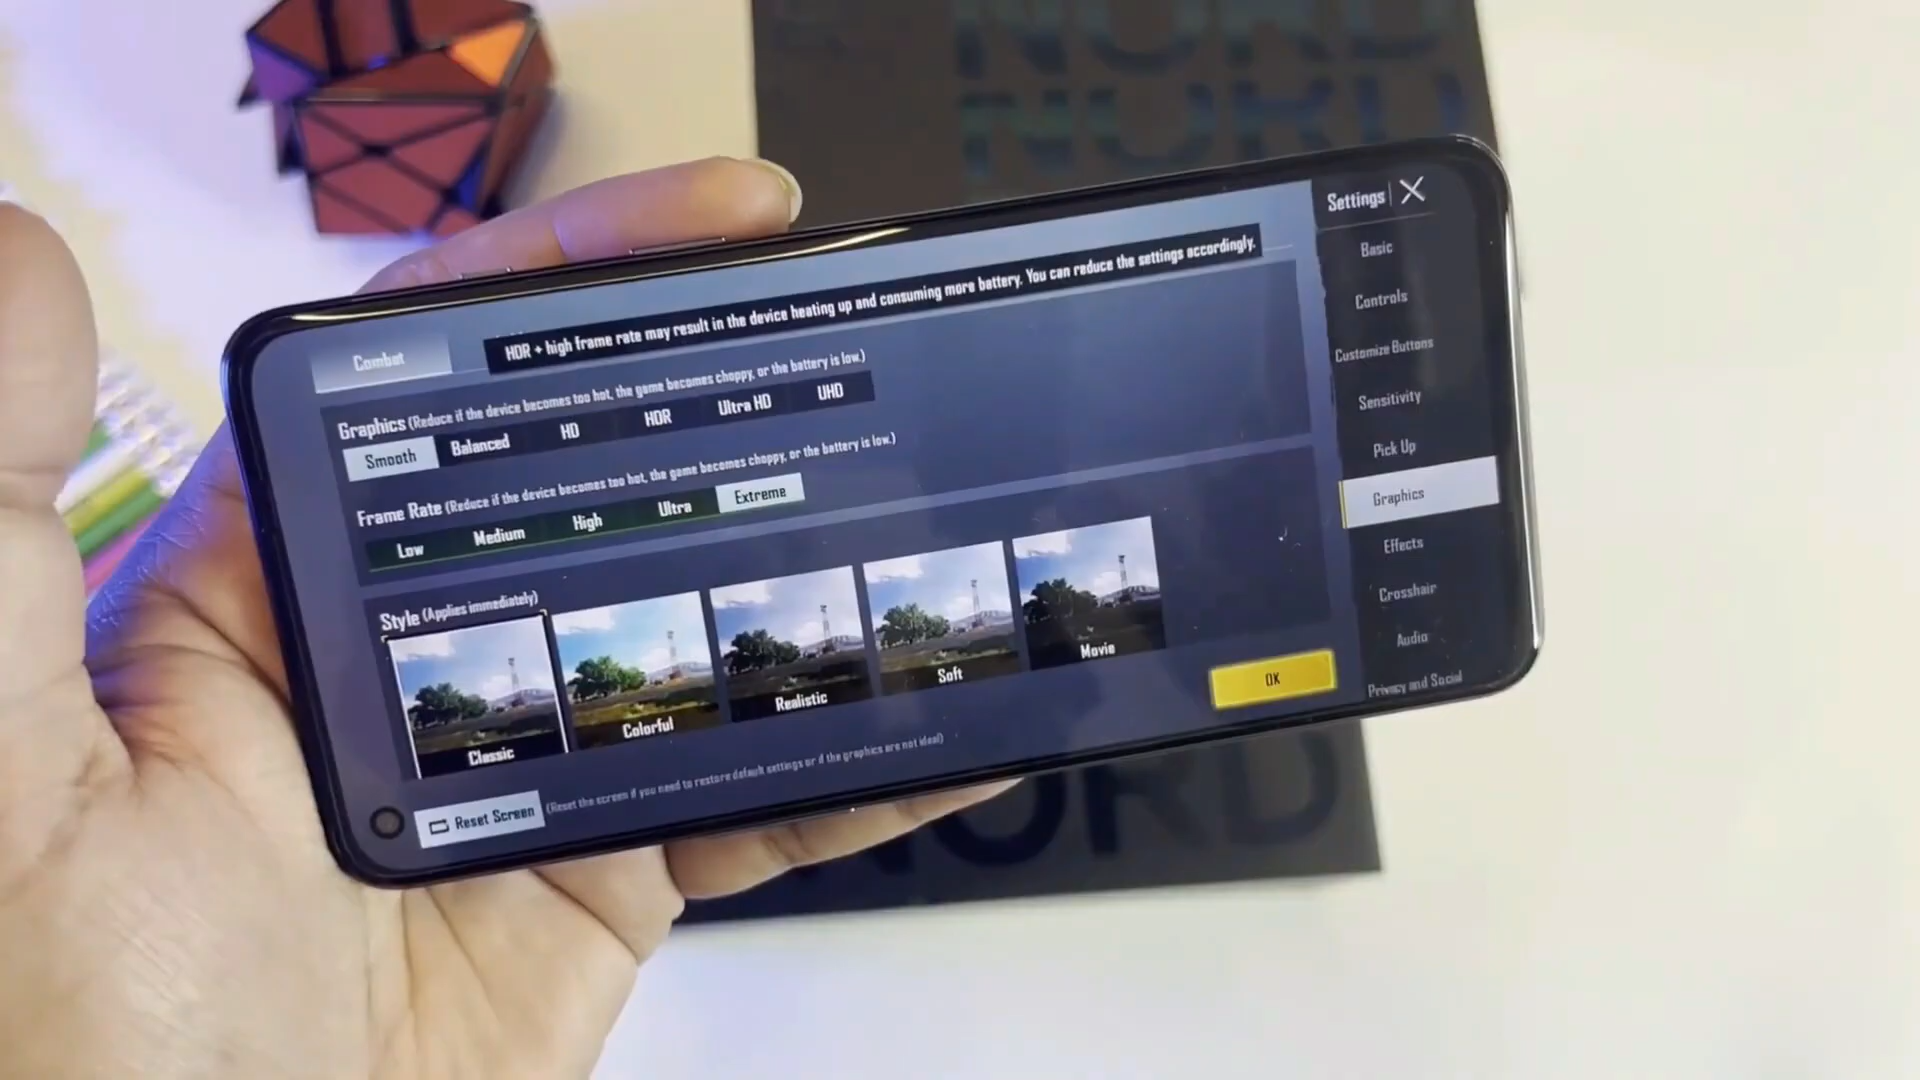 NORD
NORD
Settings
HDR + high frame rate may result in the device heating up and consuming more battery. You can reduce the settings accordingly.
Basic
Controls
Customize Buttons
Sensitivity
Pick Up
Graphics
Effects
Crosshair
Audio
Privacy and Social
Combat
Graphics (Reduce if the device becomes too hot, the game becomes choppy, or the battery is low.)
Smooth Balanced HD HDR Ultra HD UHD
Frame Rate (Reduce if the device becomes too hot, the game becomes choppy, or the battery is low.)
Low Medium High Ultra Extreme
Style (Applies immediately)
Classic Colorful Realistic Soft Movie
OK
Reset Screen (Reset the screen if you need to restore default settings or if the graphics are not ideal)
NORD